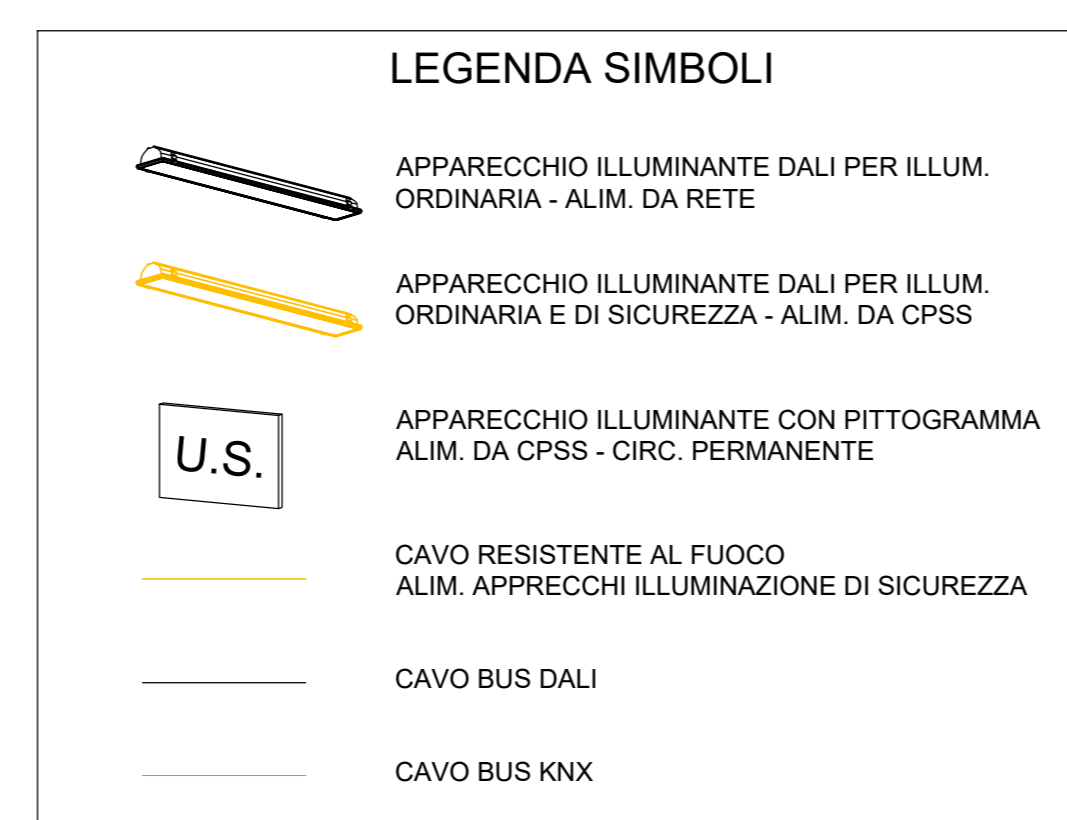 LEGENDA SIMBOLI
APPARECCHIO ILLUMINANTE DALI PER ILLUM.
ORDINARIA - ALIM. DA RETE
APPARECCHIO ILLUMINANTE DALI PER ILLUM.
ORDINARIA E DI SICUREZZA - ALIM. DA CPSS
U.S.
APPARECCHIO ILLUMINANTE CON PITTOGRAMMA
ALIM. DA CPSS - CIRC. PERMANENTE
CAVO RESISTENTE AL FUOCO
ALIM. APPRECCHI ILLUMINAZIONE DI SICUREZZA
CAVO BUS DALI
CAVO BUS KNX